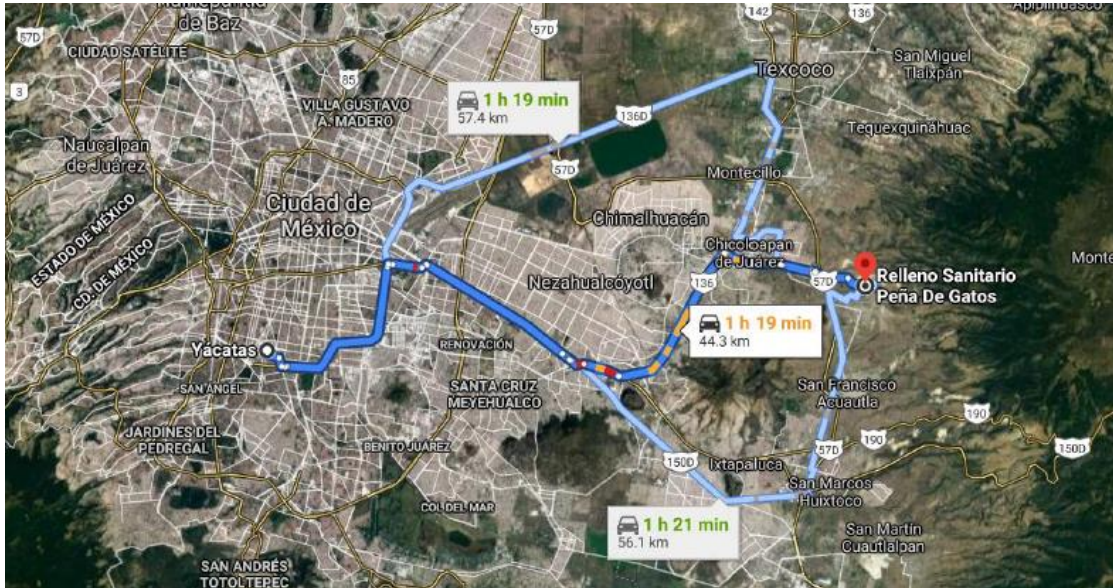 de Baz
57D
142
136
57D
CIUDAD SATÉLITE
San Miguel
Tlalxpán
85
Texcoco
3
1 h 19 min
57.4 km
VILLA GUSTAVO
A. MADERO
136D
Tequexquináhuac
Naucalpan
de Juárez
57D
Montecillo
Ciudad de
México
Chimalhuacán
ESTADO DE MÉXICO
CD. DE MÉXICO
Chicoloapan
de Juárez
Monte
Nezahualcóyotl
136
57D
Relleno Sanitario
Peña De Gatos
1 h 19 min
44.3 km
Yácatas
RENOVACIÓN
SAN ÁNGEL
SANTA CRUZ
MEYEHUALCO
San Francisco
Acuautla
190
JARDINES DEL
PEDREGAL
BENITO JUÁREZ
57D
190
150D
150D
Ixtapaluca
San Marcos
Huixtoco
COL DEL MAR
1 h 21 min
56.1 km
San Martín
Cuautlalpan
SAN ANDRÉS
TOTOLTEPEC